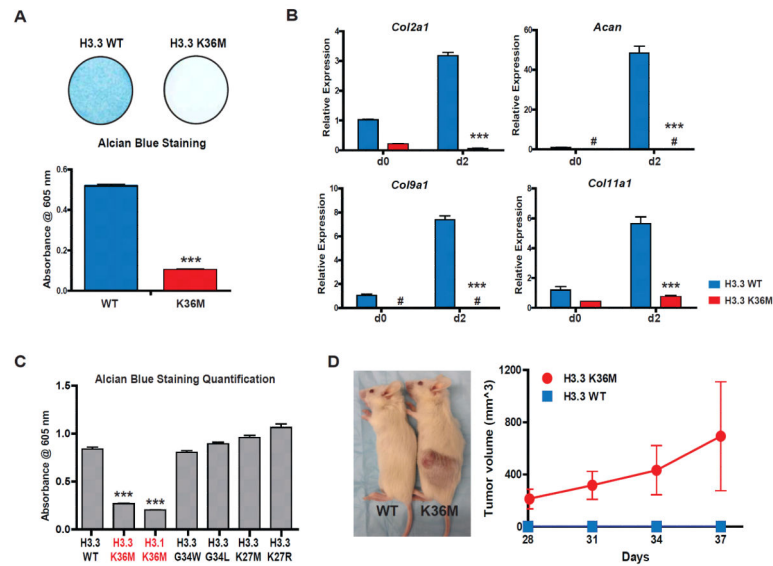 A
H3.3 WT
H3.3 K36M
Alcian Blue Staining
Absorbance @ 605 nm
0.6
0.4
0.2
0.0
***
WT
K36M
B
Col2a1
Relative Expression
4
3
2
1
0
***
d0
d2
Acan
Relative Expression
60
40
20
0
#
***
#
d0
d2
Col9a1
Relative Expression
10
8
6
4
2
0
#
***
#
d0
d2
Col11a1
Relative Expression
8
6
4
2
0
***
d0
d2
H3.3 WT
H3.3 K36M
C
Alcian Blue Staining Quantification
Absorbance @ 605 nm
1.5
1.0
0.5
0.0
***
***
H3.3 H3.3 H3.1 H3.3 H3.3 H3.3 H3.3
WT K36M K36M G34W G34L K27M K27R
D
WT
K36M
H3.3 K36M
H3.3 WT
Tumor volume (mm^3)
1200
800
400
0
28
31
34
37
Days